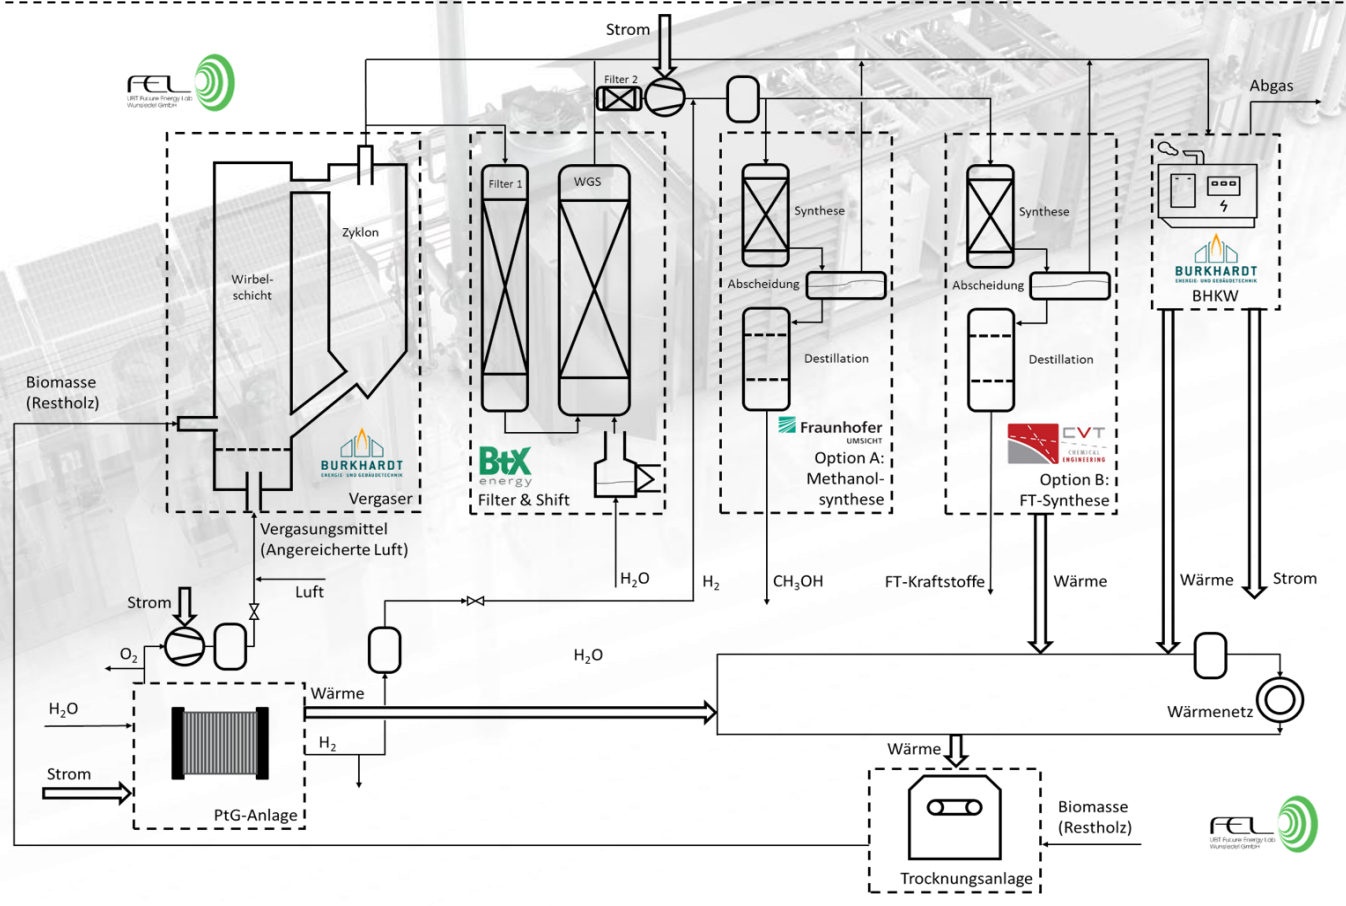 Strom
Filter 2
FEL
UBT Future Energy Lab
Wunsiedel GmbH
Abgas
Filter 1
WGS
Zyklon
Wirbel-
schicht
Synthese
Abscheidung
Destillation
Synthese
Abscheidung
Destillation
BURKHARDT
ENERGIE- UND GEBÄUDETECHNIK
BHKW
Biomasse
(Restholz)
BURKHARDT
ENERGIE- UND GEBÄUDETECHNIK
Vergaser
BtX
energy
Filter & Shift
Fraunhofer
UMSICHT
Option A:
Methanol-
synthese
CVT
CHEMICAL
ENGINEERING
Option B:
FT-Synthese
Vergasungsmittel
(Angereicherte Luft)
Luft
Strom
H₂O
H₂
CH₃OH
FT-Kraftstoffe
Wärme
Wärme
Strom
O₂
H₂O
H₂O
Wärme
H₂
Strom
PtG-Anlage
Wärmenetz
Wärme
Biomasse
(Restholz)
Trocknungsanlage
FEL
UBT Future Energy Lab
Wunsiedel GmbH